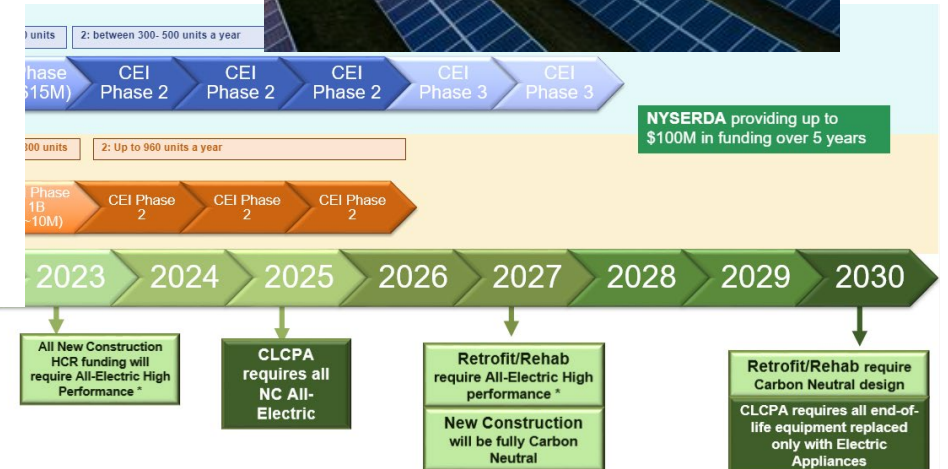 units
2: between 300- 500 units a year
CEI
Phase 2
CEI
Phase 2
CEI
Phase 2
CEI
Phase 3
CEI
Phase 3
NYSERDA providing up to
$100M in funding over 5 years
units
2: Up to 960 units a year
Phase
1B
CEI Phase
2
CEI Phase
2
CEI Phase
2
2023
2024
2025
2026
2027
2028
2029
2030
All New Construction
HCR funding will
require All-Electric High
Performance *
CLCPA
requires all
NC All-
Electric
Retrofit/Rehab
require All-Electric High
performance *
New Construction
will be fully Carbon
Neutral
Retrofit/Rehab require
Carbon Neutral design
CLCPA requires all end-of-
life equipment replaced
only with Electric
Appliances